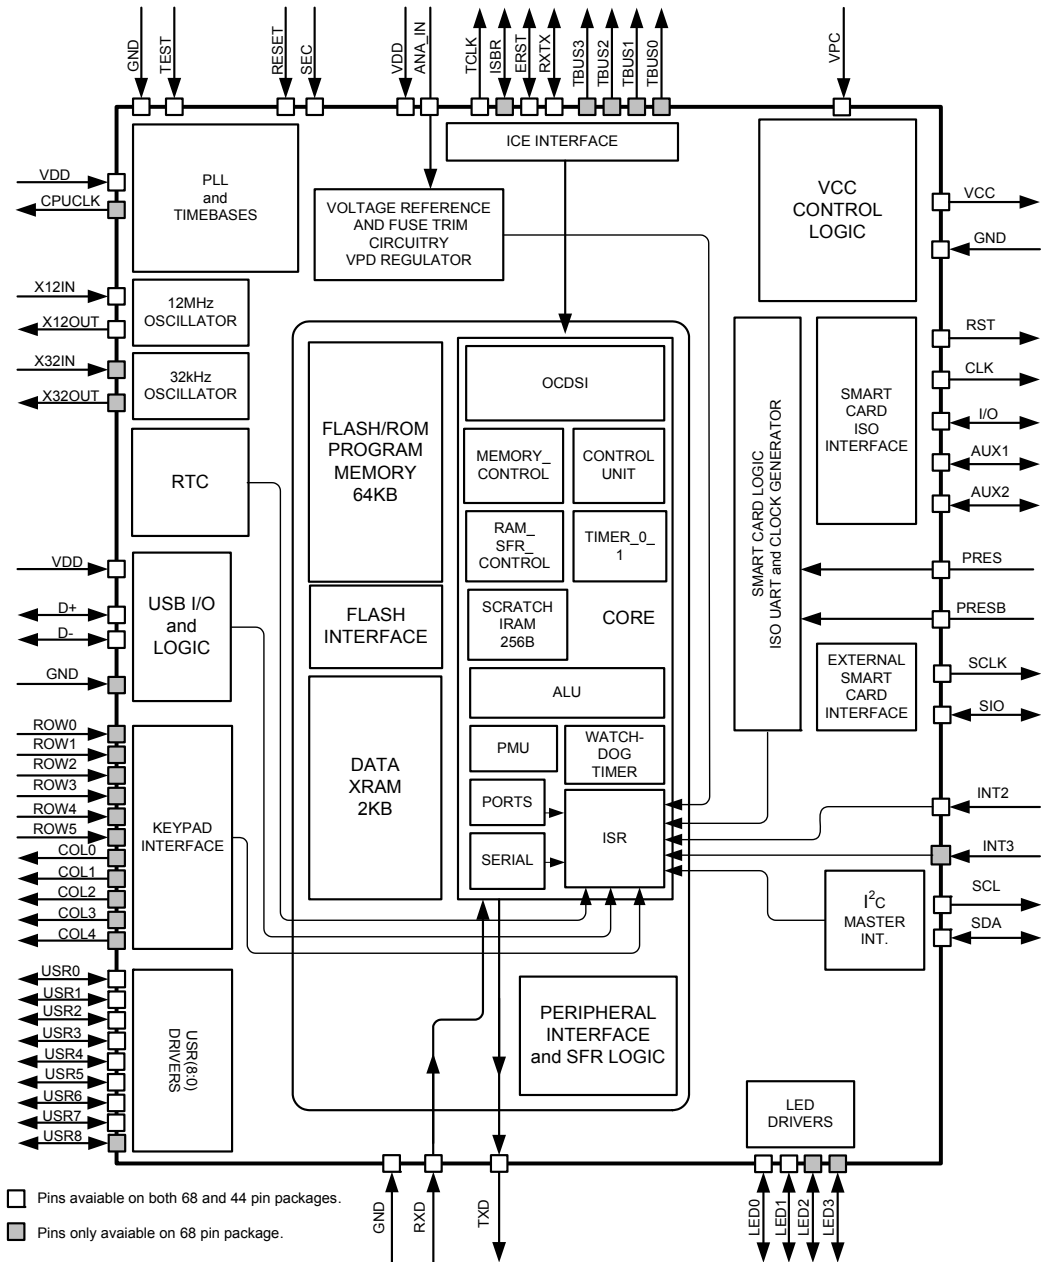 GND
TEST
RESET
SEC
VDD
ANA_IN
TCLK
ISBR
ERST
RXTX
TBUS3
TBUS2
TBUS1
TBUS0
VPC
ICE INTERFACE
PLL
and
TIMEBASES
VOLTAGE REFERENCE
AND FUSE TRIM
CIRCUITRY
VPD REGULATOR
VCC
CONTROL
LOGIC
VDD
CPUCLK
X12IN
X12OUT
X32IN
X32OUT
12MHz
OSCILLATOR
32kHz
OSCILLATOR
RTC
VDD
D+
D-
GND
USB I/O
and
LOGIC
ROW0
ROW1
ROW2
ROW3
ROW4
ROW5
COL0
COL1
COL2
COL3
COL4
KEYPAD
INTERFACE
USR0
USR1
USR2
USR3
USR4
USR5
USR6
USR7
USR8
USR(8:0)
DRIVERS
FLASH/ROM
PROGRAM
MEMORY
64KB
FLASH
INTERFACE
DATA
XRAM
2KB
OCDSI
MEMORY_
CONTROL
CONTROL
UNIT
RAM_
SFR_
CONTROL
TIMER_0_
1
SCRATCH
IRAM
256B
CORE
ALU
PMU
WATCH-
DOG
TIMER
PORTS
SERIAL
ISR
PERIPHERAL
INTERFACE
and SFR LOGIC
SMART CARD LOGIC
ISO UART and CLOCK GENERATOR
SMART
CARD
ISO
INTERFACE
EXTERNAL
SMART
CARD
INTERFACE
I2C
MASTER
INT.
LED
DRIVERS
VCC
GND
RST
CLK
I/O
AUX1
AUX2
PRES
PRESB
SCLK
SIO
INT2
INT3
SCL
SDA
GND
RXD
TXD
LED0
LED1
LED2
LED3
Pins avaiable on both 68 and 44 pin packages.
Pins only avaiable on 68 pin package.